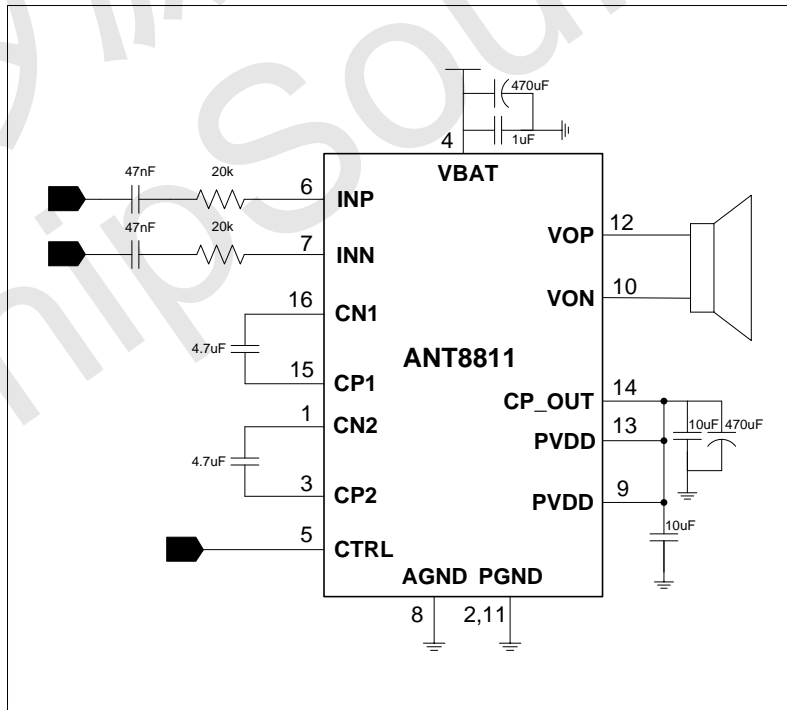 470uF
1uF
4
VBAT
47nF
20k
6
INP
47nF
20k
7
INN
12
VOP
10
VON
16
CN1
4.7uF
15
CP1
ANT8811
1
CN2
4.7uF
3
CP2
14
CP_OUT
13
PVDD
10uF
470uF
9
PVDD
10uF
5
CTRL
AGND
PGND
8
2,11